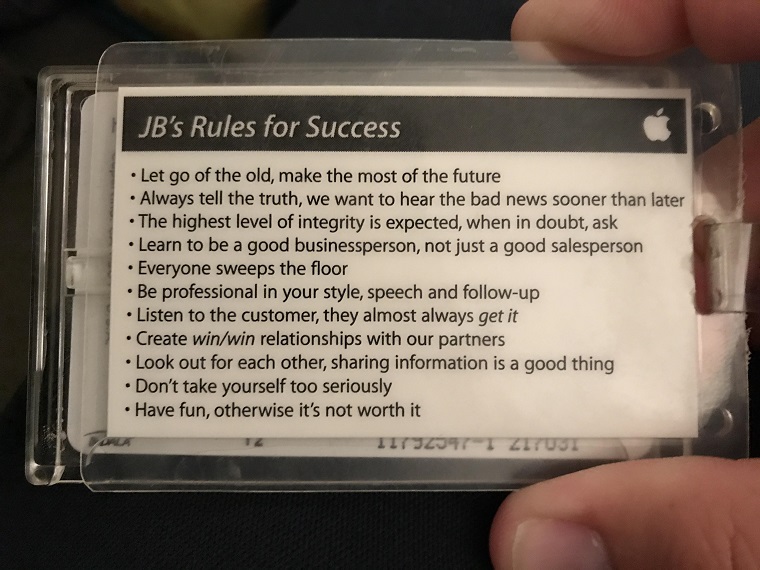 JB's Rules for Success
• Let go of the old, make the most of the future
• Always tell the truth, we want to hear the bad news sooner than later
• The highest level of integrity is expected, when in doubt, ask
• Learn to be a good businessperson, not just a good salesperson
• Everyone sweeps the floor
• Be professional in your style, speech and follow-up
• Listen to the customer, they almost always get it
• Create win/win relationships with our partners
• Look out for each other, sharing information is a good thing
• Don't take yourself too seriously
• Have fun, otherwise it's not worth it